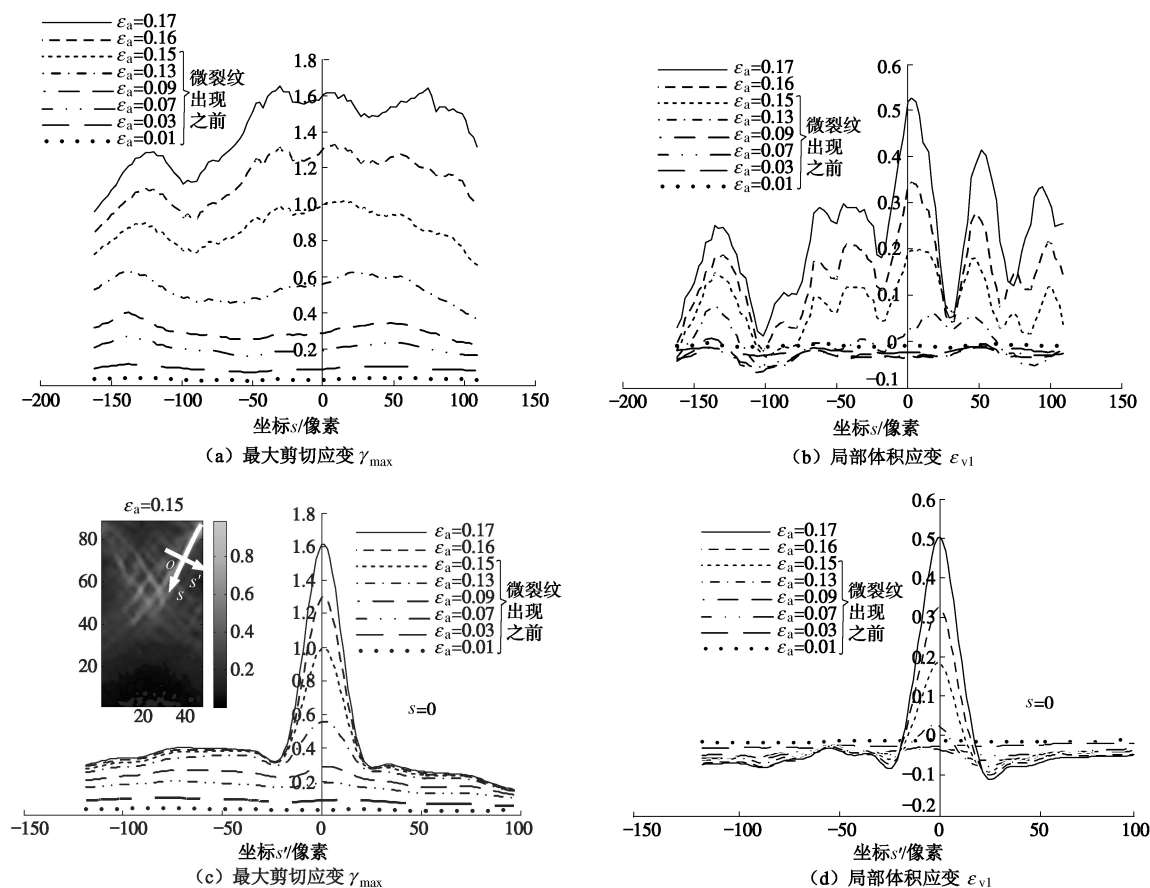 εa=0.17
εa=0.16
εa=0.15
εa=0.13
εa=0.09
εa=0.07
εa=0.03
εa=0.01
微裂纹
出现
之前
1.8
1.6
1.4
1.2
1.0
0.8
0.6
0.4
0.2
−200 −150 −100 −50 0 50 100 150
坐标s/像素
(a) 最大剪切应变 γmax
εa=0.17
εa=0.16
εa=0.15
εa=0.13
εa=0.09
εa=0.07
εa=0.03
εa=0.01
微裂纹
出现
之前
0.6
0.5
0.4
0.3
0.2
0.1
0
−0.1
−200 −150 −100 −50 0 50 100 150
坐标s/像素
(b) 局部体积应变 εv1
εa=0.15
80
60
40
20
20 40
0.8
0.6
0.4
0.2
o
s′
s
1.8
1.6
1.4
1.2
1.0
0.8
0.6
0.4
0.2
εa=0.17
εa=0.16
εa=0.15
εa=0.13
εa=0.09
εa=0.07
εa=0.03
εa=0.01
微裂纹
出现
之前
s=0
−150 −100 −50 0 50 100
坐标s′/像素
(c) 最大剪切应变 γmax
εa=0.17
εa=0.16
εa=0.15
εa=0.13
εa=0.09
εa=0.07
εa=0.03
εa=0.01
微裂纹
出现
之前
0.6
0.5
0.4
0.3
0.2
0.1
0
−0.1
−0.2
s=0
−150 −100 −50 0 50 100
坐标s′/像素
(d) 局部体积应变 εv1